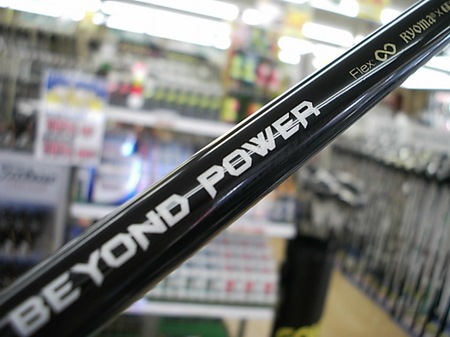 BEYOND POWER
Flex ∞ Ryoma®×